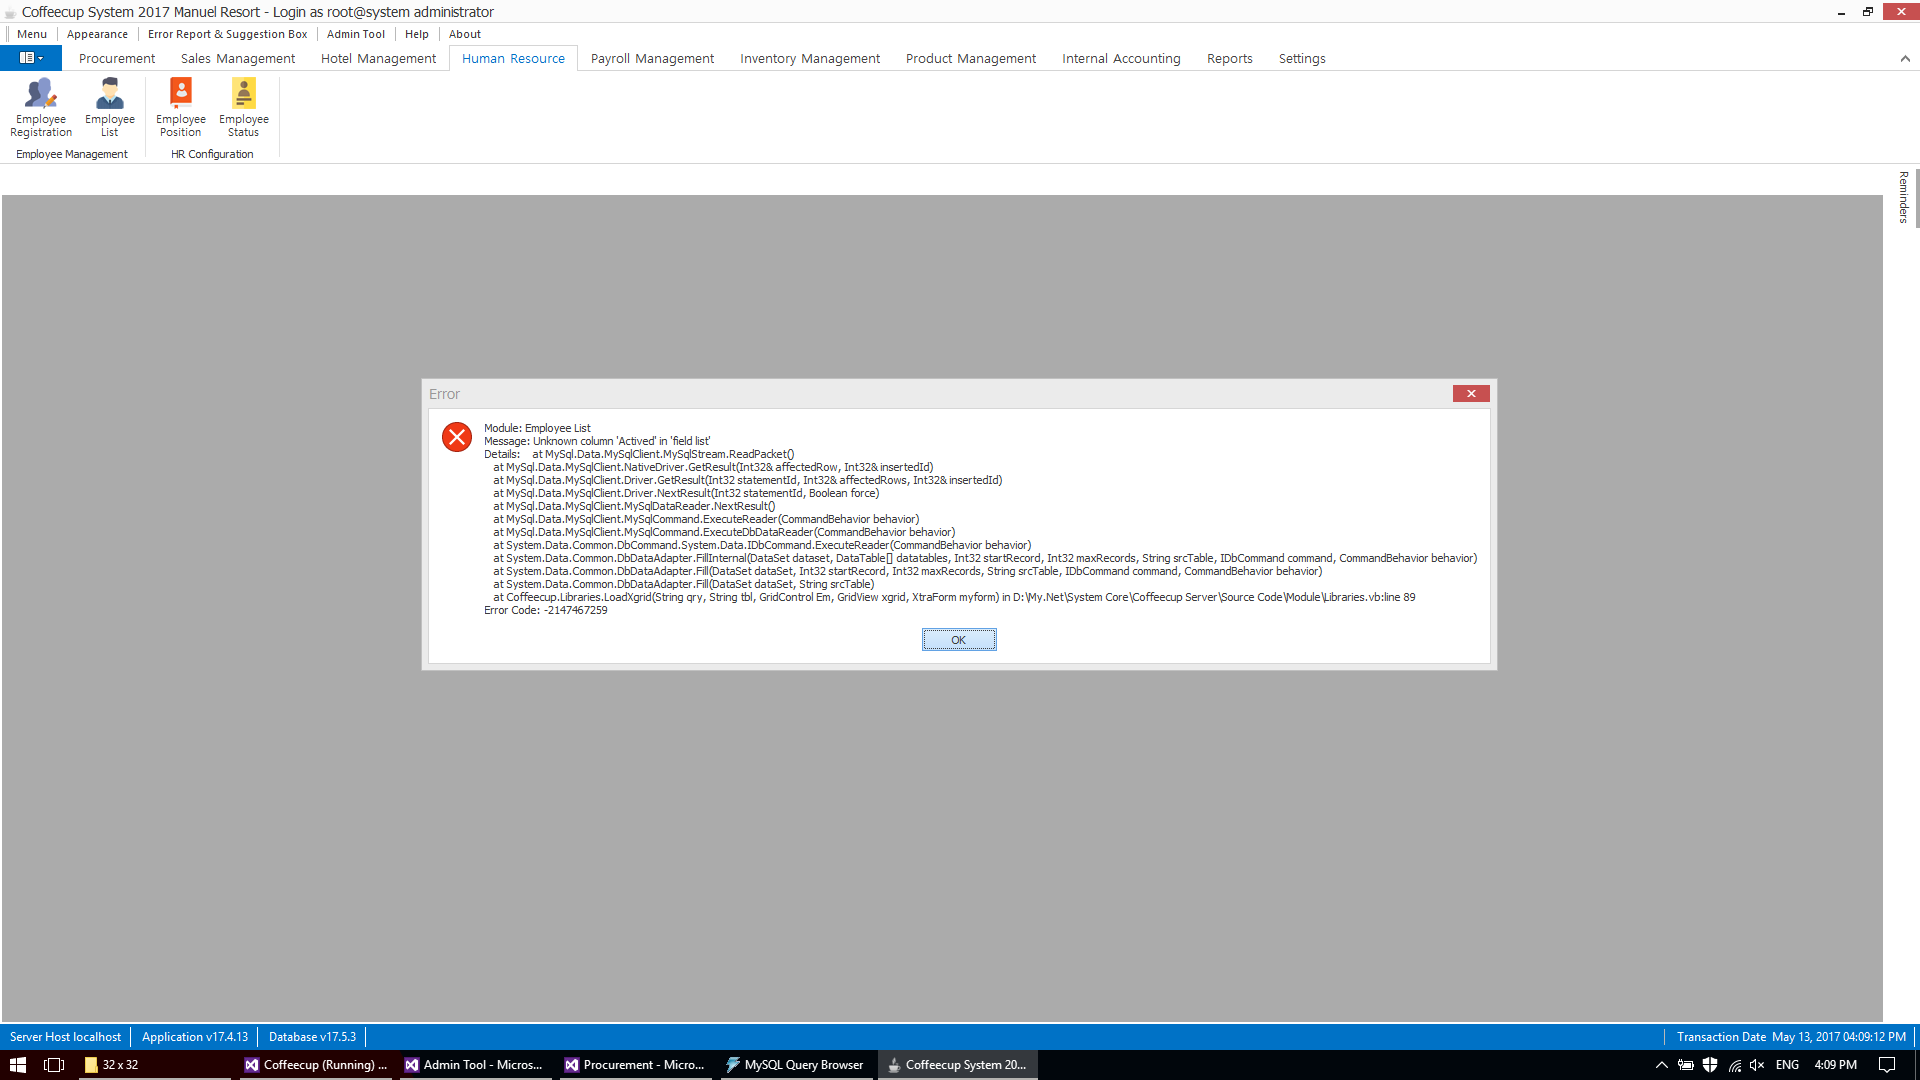 Coffeecup System 2017 Manuel Resort - Login as root@system administrator
Menu Appearance Error Report & Suggestion Box Admin Tool Help About
Procurement Sales Management Hotel Management Human Resource Payroll Management Inventory Management Product Management Internal Accounting Reports Settings
Employee Registration
Employee List
Employee Position
Employee Status
Employee Management HR Configuration
Reminders
Error
Module: Employee List
Message: Unknown column 'Actived' in 'field list'
Details: at MySql.Data.MySqlClient.MySqlStream.ReadPacket()
at MySql.Data.MySqlClient.NativeDriver.GetResult(Int32& affectedRow, Int32& insertedId)
at MySql.Data.MySqlClient.Driver.GetResult(Int32 statementId, Int32& affectedRows, Int32& insertedId)
at MySql.Data.MySqlClient.Driver.NextResult(Int32 statementId, Boolean force)
at MySql.Data.MySqlClient.MySqlDataReader.NextResult()
at MySql.Data.MySqlClient.MySqlCommand.ExecuteReader(CommandBehavior behavior)
at MySql.Data.MySqlClient.MySqlCommand.ExecuteDbDataReader(CommandBehavior behavior)
at System.Data.Common.DbCommand.System.Data.IDbCommand.ExecuteReader(CommandBehavior behavior)
at System.Data.Common.DbDataAdapter.FillInternal(DataSet dataset, DataTable[] datatables, Int32 startRecord, Int32 maxRecords, String srcTable, IDbCommand command, CommandBehavior behavior)
at System.Data.Common.DbDataAdapter.Fill(DataSet dataSet, Int32 startRecord, Int32 maxRecords, String srcTable, IDbCommand command, CommandBehavior behavior)
at System.Data.Common.DbDataAdapter.Fill(DataSet dataSet, String srcTable)
at Coffeecup.Libraries.LoadXgrid(String qry, String tbl, GridControl Em, GridView xgrid, XtraForm myform) in D:\My.Net\System Core\Coffeecup Server\Source Code\Module\Libraries.vb:line 89
Error Code: -2147467259
OK
Server Host localhost Application v17.4.13 Database v17.5.3 Transaction Date May 13, 2017 04:09:12 PM
32 x 32 Coffeecup (Running) ... Admin Tool - Micros... Procurement - Micro... MySQL Query Browser Coffeecup System 20... ENG 4:09 PM